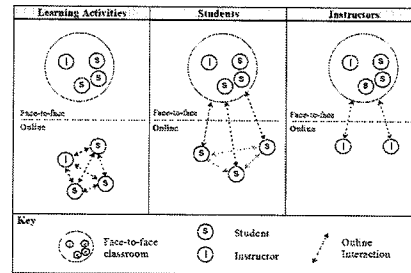 Learning Activities Students Instructors
I S S S S
I S S S S
I S S S S
Face-to-face Face-to-face Face-to-face
Online Online Online
I S S S
S S S
I I
Key
Face-to-face classroom
S Student
I Instructor
Online Interaction